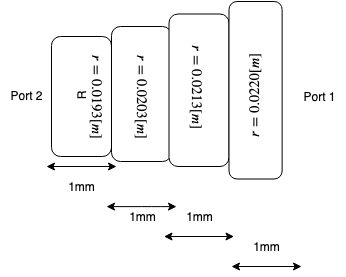 Port 2
R
r = 0.0193[m]
r = 0.0203[m]
r = 0.0213[m]
r = 0.0220[m]
Port 1
1mm
1mm
1mm
1mm